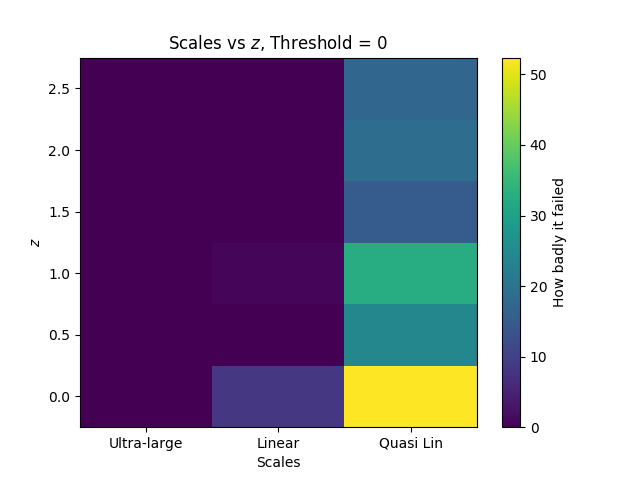 Scales vs z, Threshold = 0
2.5
2.0
1.5
1.0
0.5
0.0
z
Ultra-large Linear Quasi Lin
Scales
50
40
30
20
10
0
How badly it failed